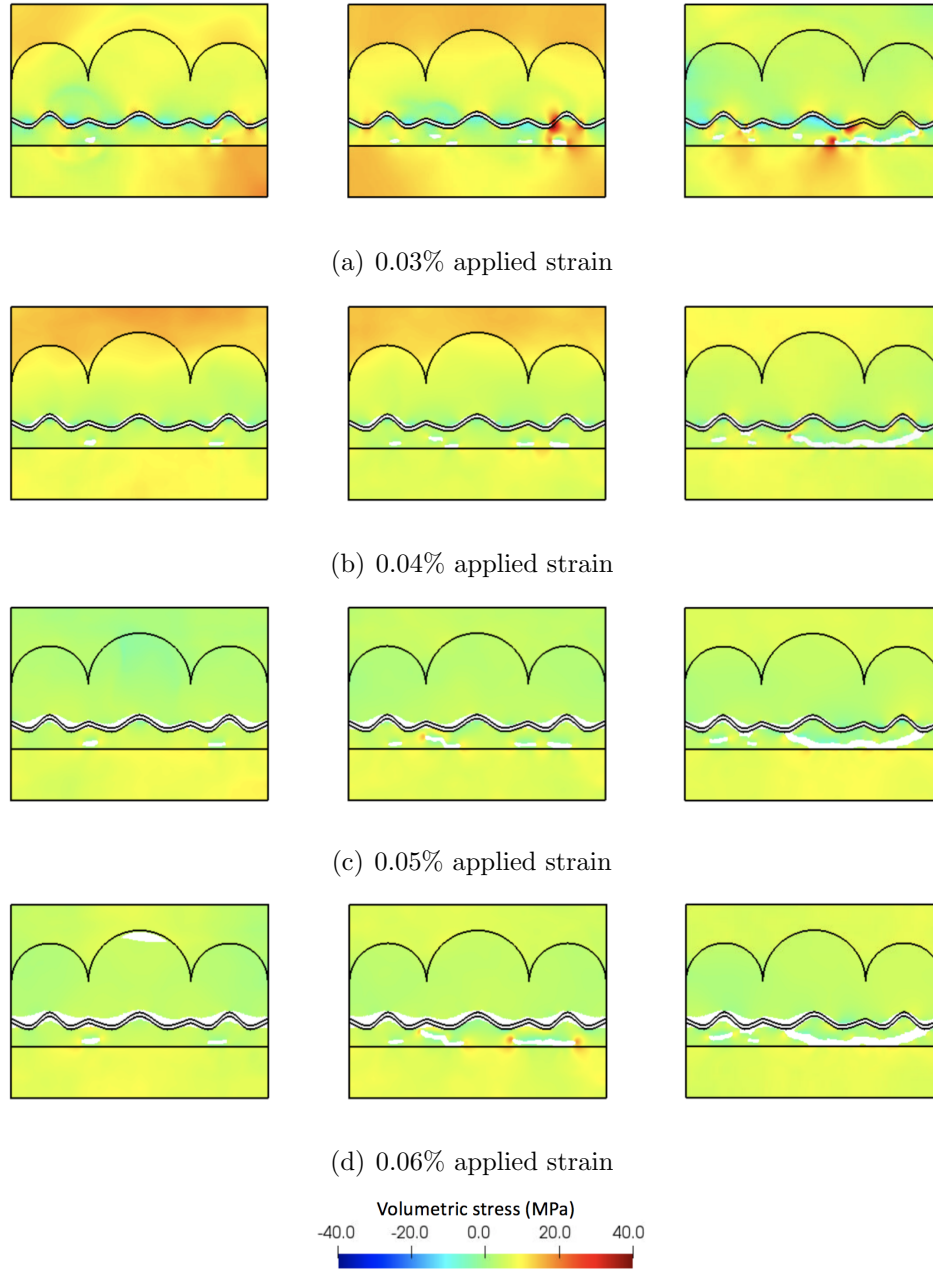 (a) 0.03% applied strain
(b) 0.04% applied strain
(c) 0.05% applied strain
(d) 0.06% applied strain
Volumetric stress (MPa)
-40.0 -20.0 0.0 20.0 40.0